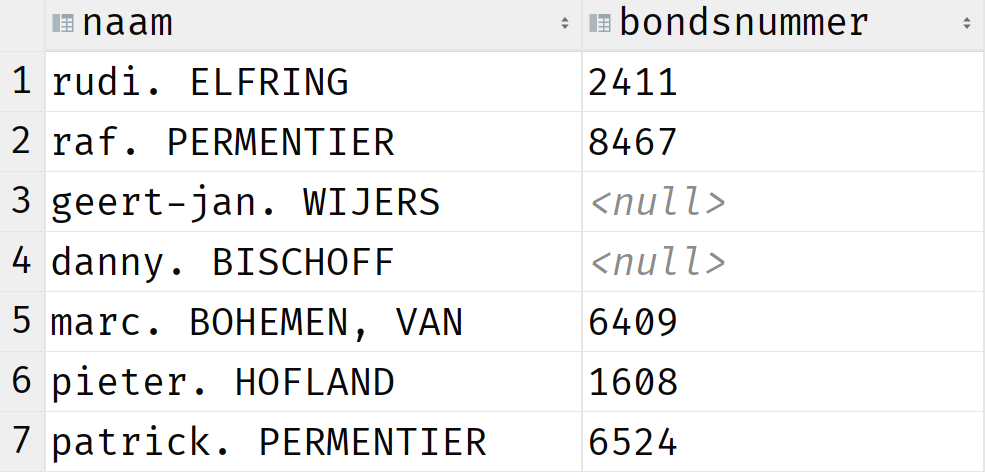 naam bondsnummer
1 rudi. ELFRING 2411
2 raf. PERMENTIER 8467
3 geert-jan. WIJERS <null>
4 danny. BISCHOFF <null>
5 marc. BOHEMEN, VAN 6409
6 pieter. HOFLAND 1608
7 patrick. PERMENTIER 6524